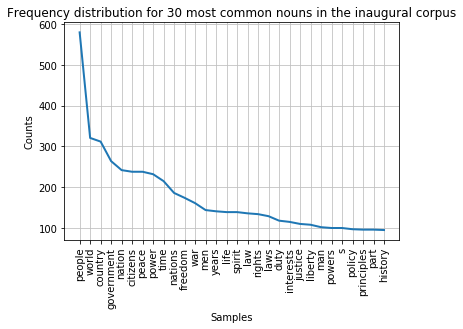 Frequency distribution for 30 most common nouns in the inaugural corpus
600
500
400
300
200
100
Counts
people
world
country
government
nation
citizens
peace
power
time
nations
freedom
war
men
years
life
spirit
law
rights
laws
duty
interests
justice
liberty
man
powers
s
policy
principles
part
history
Samples